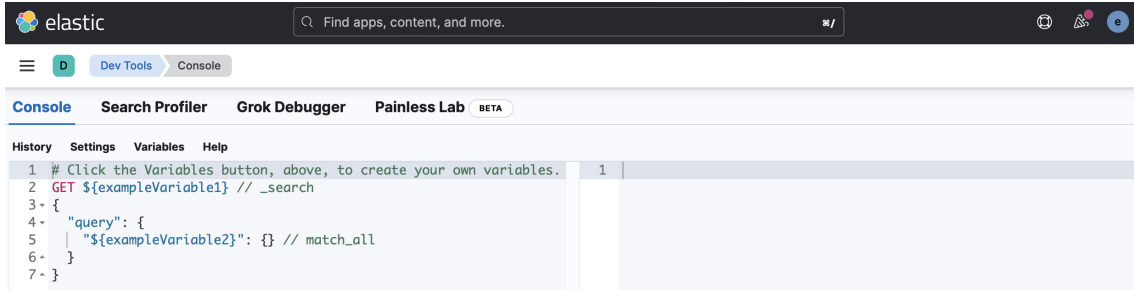 elastic
Find apps, content, and more.
⌘/
e
D
Dev Tools
Console
Console Search Profiler Grok Debugger Painless Lab BETA
History Settings Variables Help
1 # Click the Variables button, above, to create your own variables.
2 GET ${exampleVariable1} // _search
3 {
4 "query": {
5 "${exampleVariable2}": {} // match_all
6 }
7 }
1